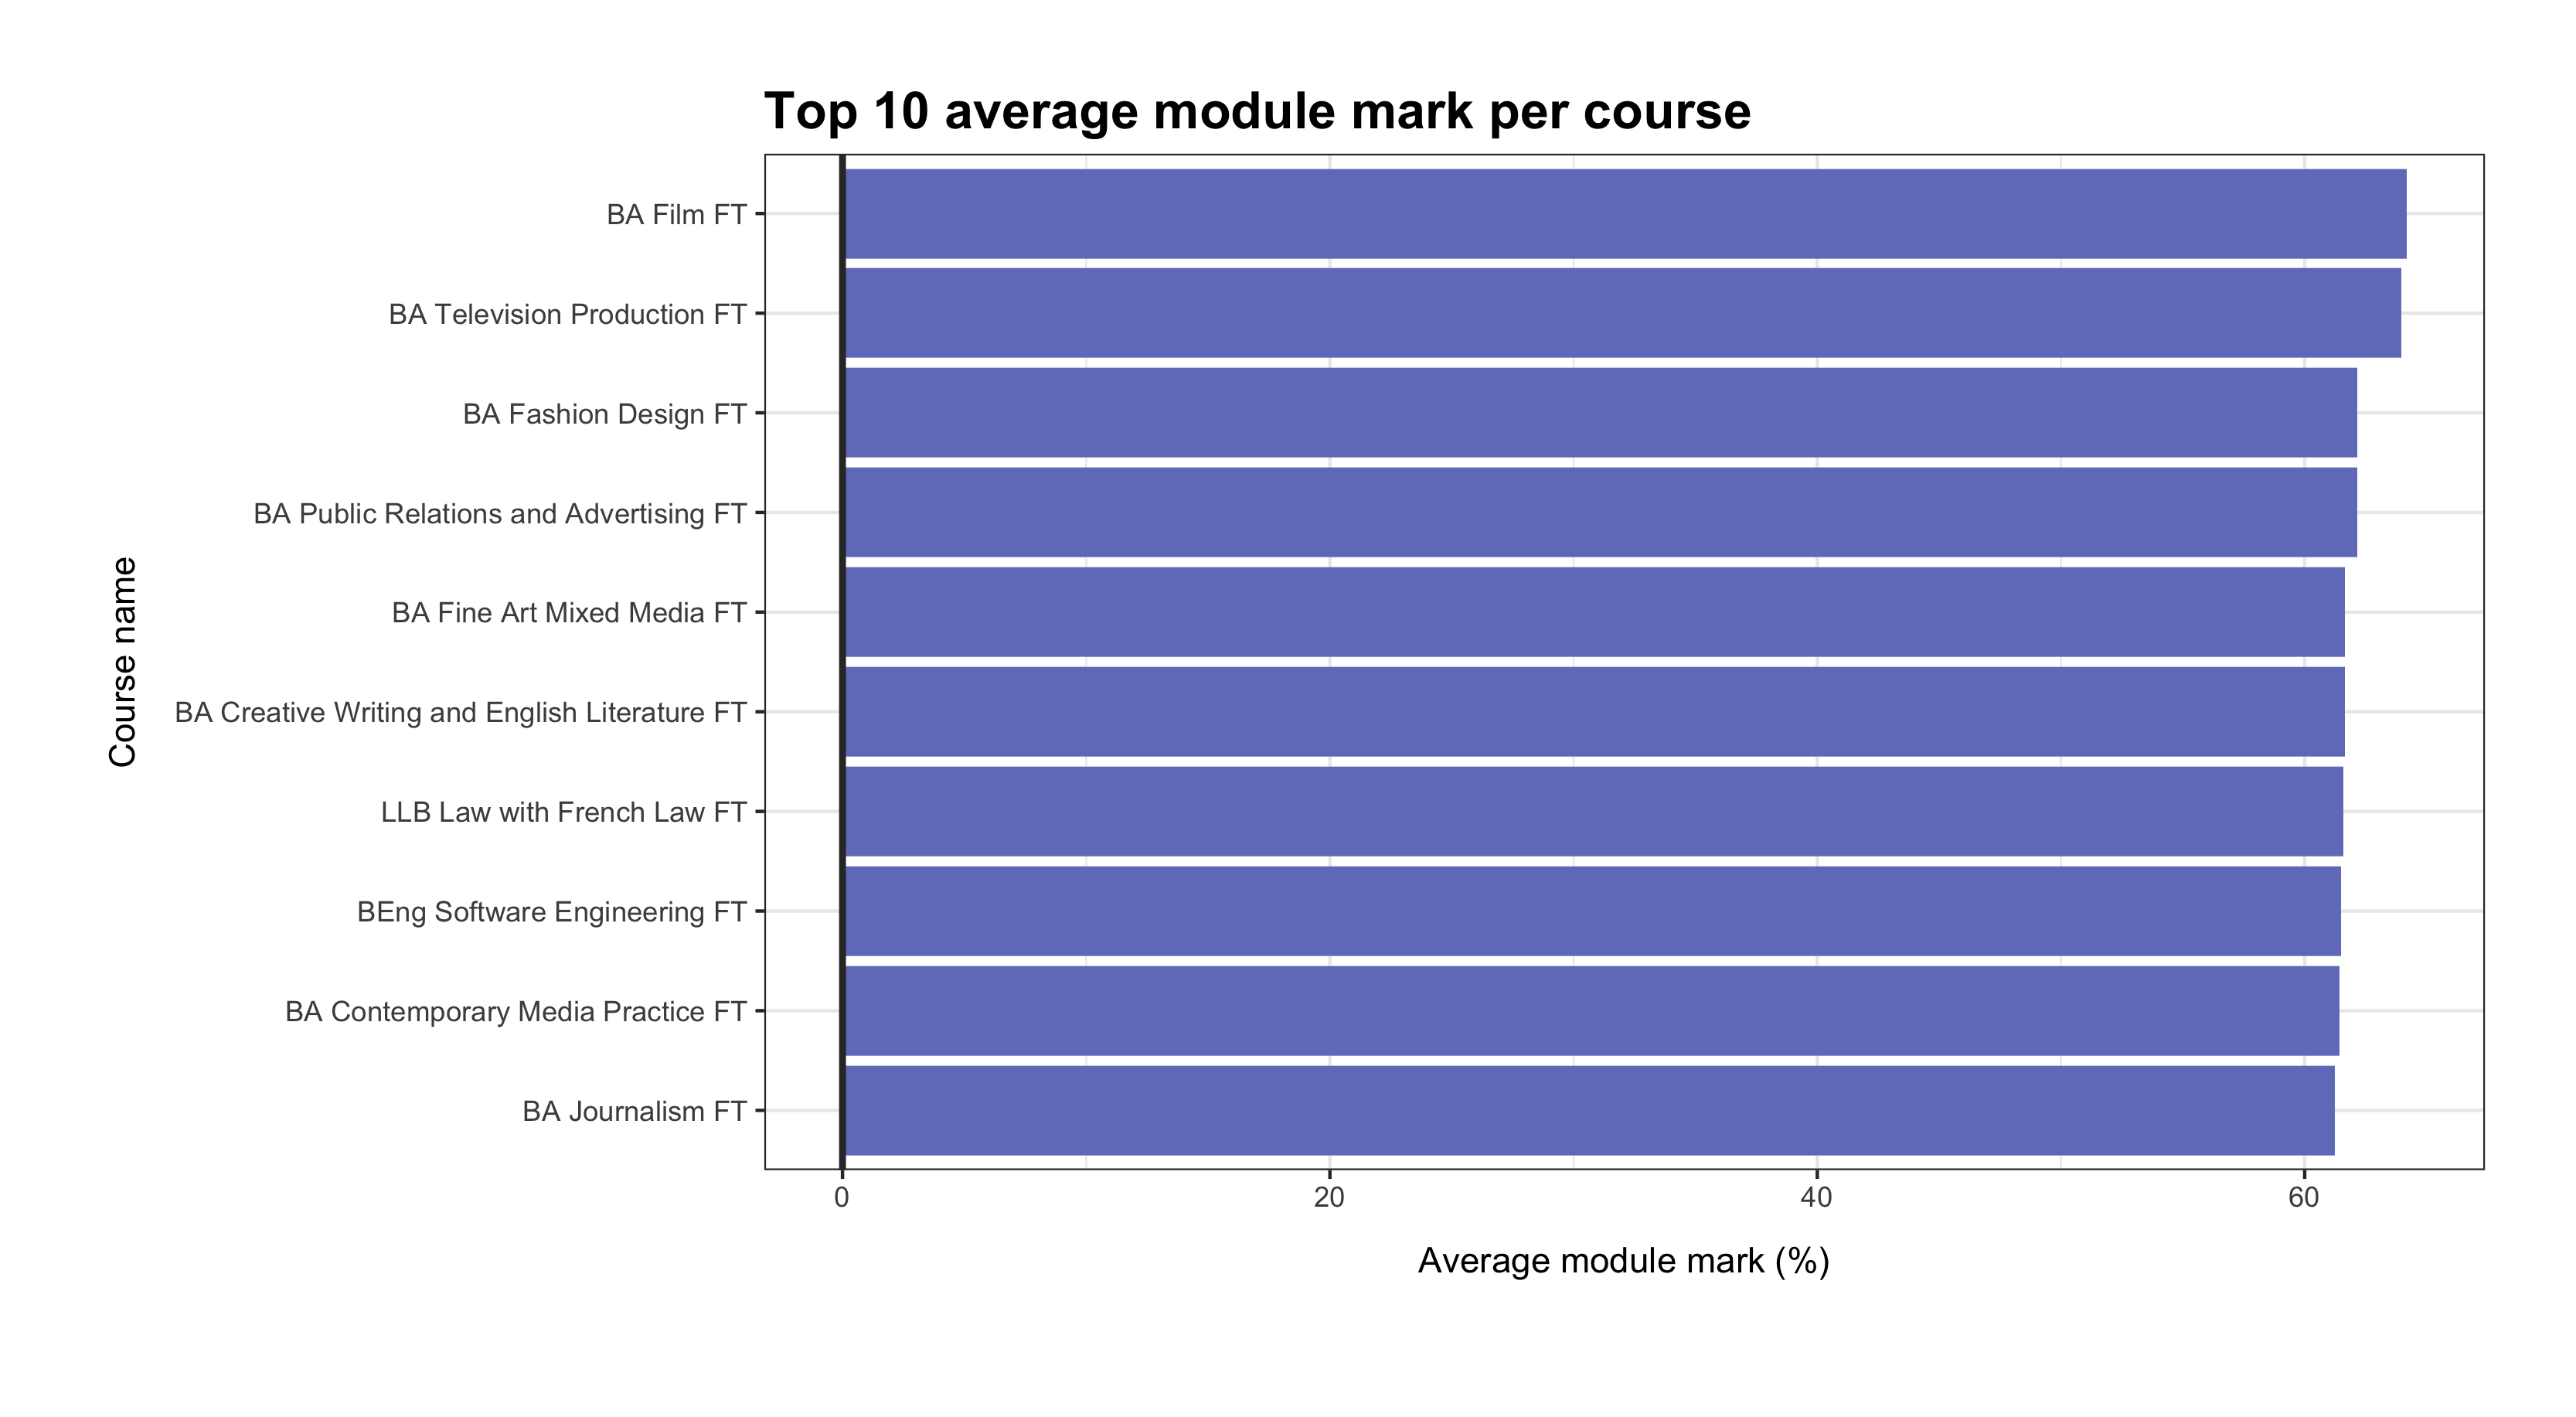 Top 10 average module mark per course
Course name
BA Film FT
BA Television Production FT
BA Fashion Design FT
BA Public Relations and Advertising FT
BA Fine Art Mixed Media FT
BA Creative Writing and English Literature FT
LLB Law with French Law FT
BEng Software Engineering FT
BA Contemporary Media Practice FT
BA Journalism FT
0 20 40 60
Average module mark (%)